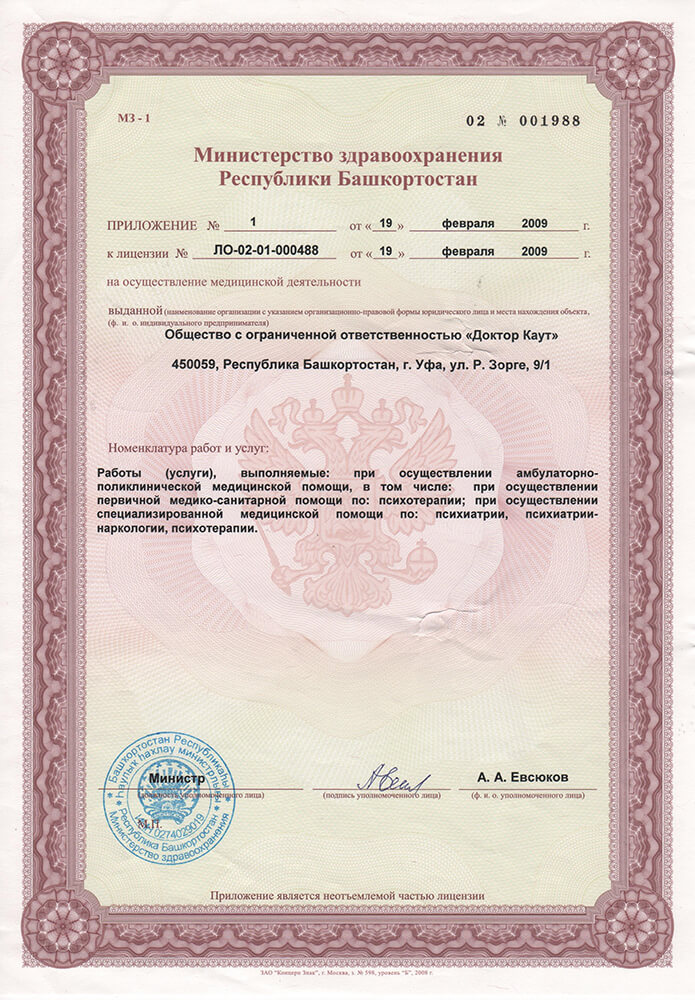 МЗ - 1
02 № 001988
Министерство здравоохранения
Республики Башкортостан
ПРИЛОЖЕНИЕ № 1 от « 19 » февраля 2009 г.
к лицензии № ЛО-02-01-000488 от « 19 » февраля 2009 г.
на осуществление медицинской деятельности
выданной (наименование организации с указанием организационно-правовой формы юридического лица и места нахождения объекта,
(ф. и. о. индивидуального предпринимателя)
Общество с ограниченной ответственностью «Доктор Каут»
450059, Республика Башкортостан, г. Уфа, ул. Р. Зорге, 9/1
Номенклатура работ и услуг:
Работы (услуги), выполняемые: при осуществлении амбулаторно-
поликлинической медицинской помощи, в том числе: при осуществлении
первичной медико-санитарной помощи по: психотерапии; при осуществлении
специализированной медицинской помощи по: психиатрии, психиатрии-
наркологии, психотерапии.
Башкортостан Республикаһы
Һаулыҡ һаҡлау министрлығы
Министр
А. А. Евсюков
(должность уполномоченного лица)
(подпись уполномоченного лица)
(ф. и. о. уполномоченного лица)
М.П.
0274029019
Республика Башкортостан
Министерство здравоохранения
Приложение является неотъемлемой частью лицензии
ЗАО "Концерн Знак", г. Москва, з. № 598, уровень "Б", 2008 г.